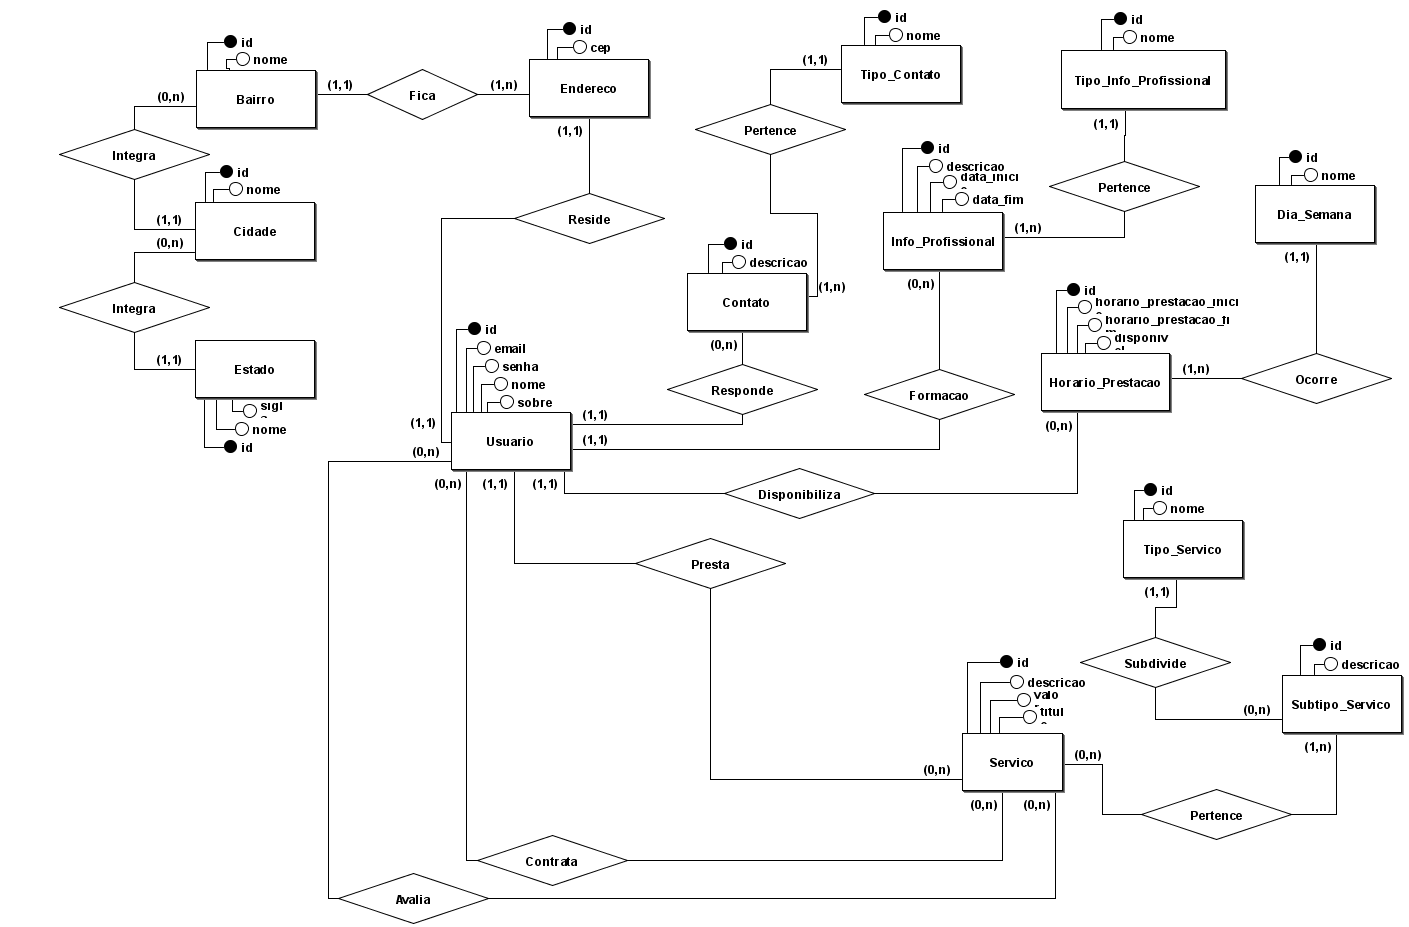 id
nome
Bairro
(1,1)
Fica
(1,n)
id
cep
Endereco
(1,1)
(0,n)
Integra
(1,1)
id
nome
Cidade
(0,n)
Integra
(1,1)
Estado
sigl
nome
id
Reside
(1,1)
id
nome
Tipo_Contato
(1,1)
Pertence
(1,n)
id
descricao
Contato
(0,n)
Responde
(1,1)
id
nome
Tipo_Info_Profissional
(1,1)
Pertence
(1,n)
id
descricao
data_inici
data_fim
Info_Profissional
(0,n)
Formacao
(1,1)
id
nome
Dia_Semana
(1,1)
Ocorre
(1,n)
id
horario_prestacao_inici
horario_prestacao_fi
disponiv
Horario_Prestacao
(0,n)
Disponibiliza
(1,1)
id
email
senha
nome
sobre
Usuario
(0,n)
(0,n)
(1,1)
Presta
(0,n)
id
nome
Tipo_Servico
(1,1)
Subdivide
(0,n)
id
descricao
Subtipo_Servico
(1,n)
Pertence
(0,n)
id
descricao
valo
titul
Servico
(0,n)
(0,n)
Contrata
Avalia